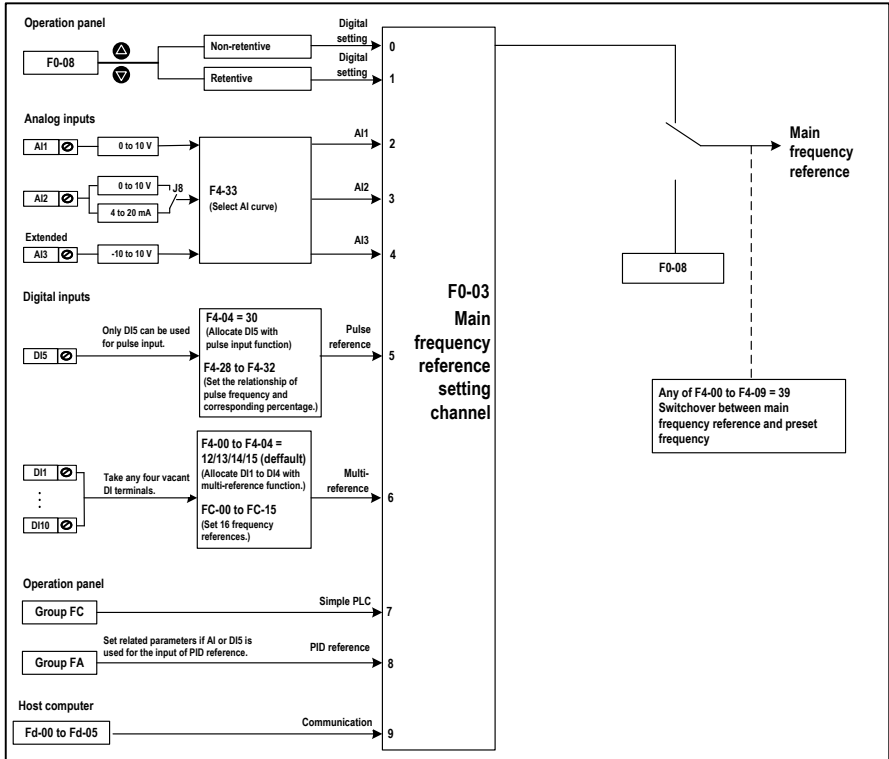 Operation panel
F0-08
Non-retentive
Digital
setting
0
Retentive
Digital
setting
1
Analog inputs
AI1
0 to 10 V
AI1
2
AI2
0 to 10 V
4 to 20 mA
J8
F4-33
(Select AI curve)
AI2
3
Extended
AI3
-10 to 10 V
AI3
4
Digital inputs
DI5
Only DI5 can be used
for pulse input.
F4-04 = 30
(Allocate DI5 with
pulse input function)
F4-28 to F4-32
(Set the relationship of
pulse frequency and
corresponding percentage.)
Pulse
reference
5
DI1
DI10
Take any four vacant
DI terminals.
F4-00 to F4-04 =
12/13/14/15 (deffault)
(Allocate DI1 to DI4 with
multi-reference function.)
FC-00 to FC-15
(Set 16 frequency
references.)
Multi-
reference
6
Operation panel
Group FC
Simple PLC
7
Group FA
Set related parameters if AI or DI5 is
used for the input of PID reference.
PID reference
8
Host computer
Fd-00 to Fd-05
Communication
9
F0-03
Main
frequency
reference
setting
channel
Main
frequency
reference
F0-08
Any of F4-00 to F4-09 = 39
Switchover between main
frequency reference and preset
frequency